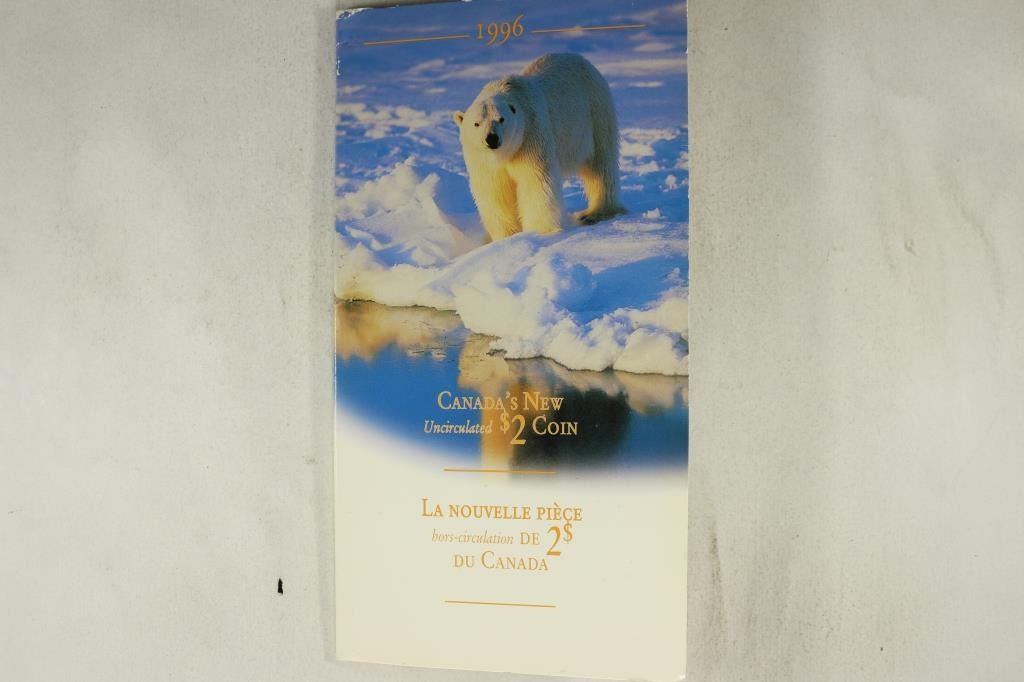 1996
Canada's New
Uncirculated $2 Coin
La nouvelle pièce
hors-circulation de 2$
du Canada